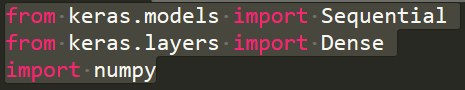 from keras.models import Sequential
from keras.layers import Dense
import numpy